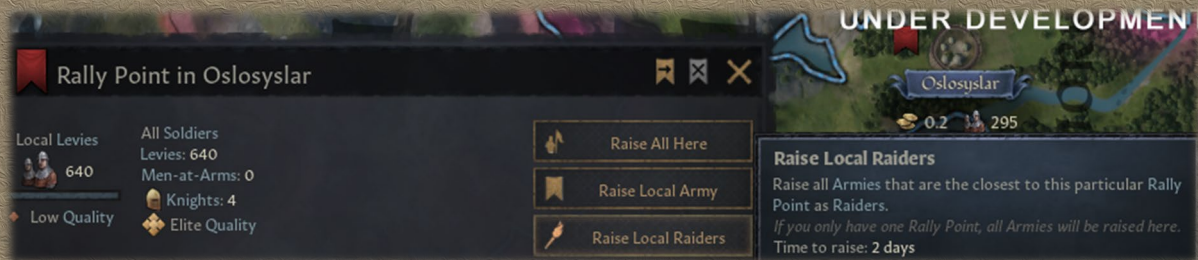 UNDER DEVELOPMEN
Rally Point in Oslosyslar
Oslosyslar
0.2 295
Local Levies
640
Low Quality
All Soldiers
Levies: 640
Men-at-Arms: 0
Knights: 4
Elite Quality
Raise All Here
Raise Local Army
Raise Local Raiders
Raise Local Raiders
Raise all Armies that are the closest to this particular Rally
Point as Raiders.
If you only have one Rally Point, all Armies will be raised here.
Time to raise: 2 days